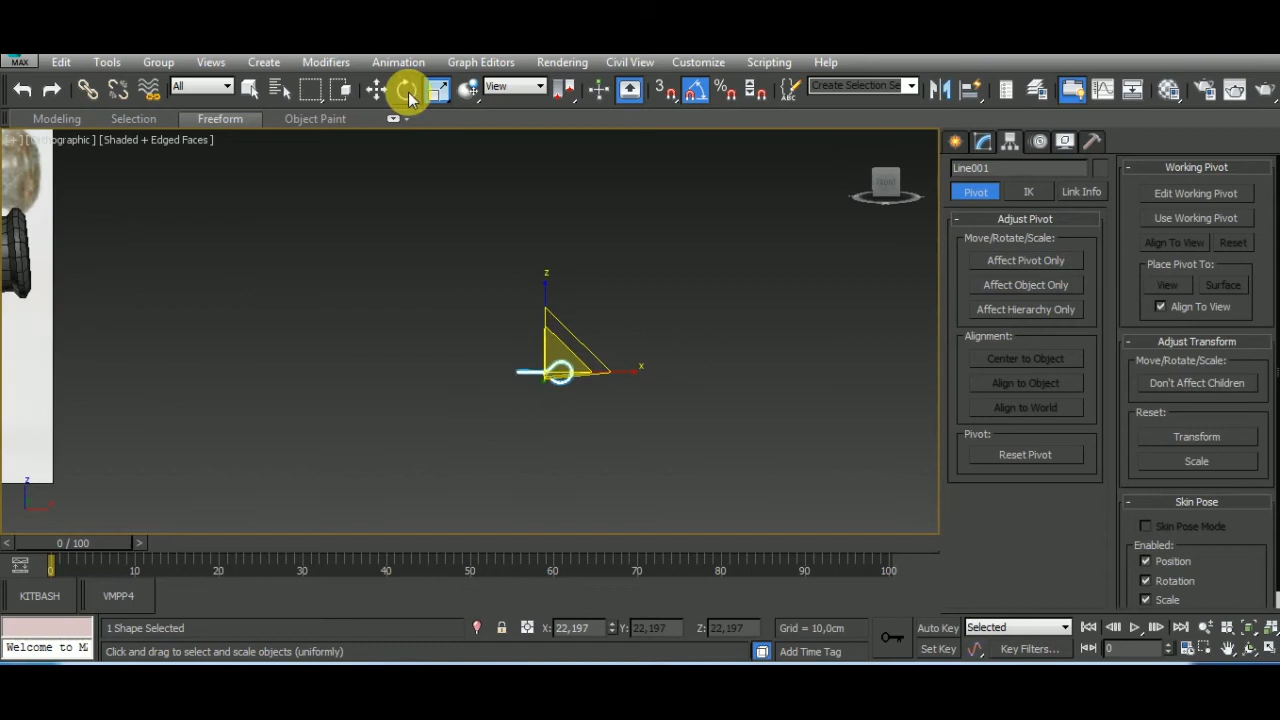 MAX
Edit Tools Group Views Create Modifiers Animation Graph Editors Rendering Civil View Customize Scripting Help
All View 3 % ABC Create Selection Se
Modeling Selection Freeform Object Paint
[+] [Orthographic ] [Shaded + Edged Faces ]
FRONT
z
x
z
Line001
Pivot IK Link Info
- Adjust Pivot
Move/Rotate/Scale:
Affect Pivot Only
Affect Object Only
Affect Hierarchy Only
Alignment:
Center to Object
Align to Object
Align to World
Pivot:
Reset Pivot
- Working Pivot
Edit Working Pivot
Use Working Pivot
Align To View Reset
Place Pivot To:
View Surface
Align To View
- Adjust Transform
Move/Rotate/Scale:
Don't Affect Children
Reset:
Transform
Scale
- Skin Pose
Skin Pose Mode
Enabled:
Position
Rotation
Scale
< 0 / 100 >
0 10 20 30 40 50 60 70 80 90 100
KITBASH VMPP4
1 Shape Selected X: 22,197 Y: 22,197 Z: 22,197 Grid = 10,0cm Auto Key Selected
Welcome to M Click and drag to select and scale objects (uniformly) Add Time Tag Set Key Key Filters... 0